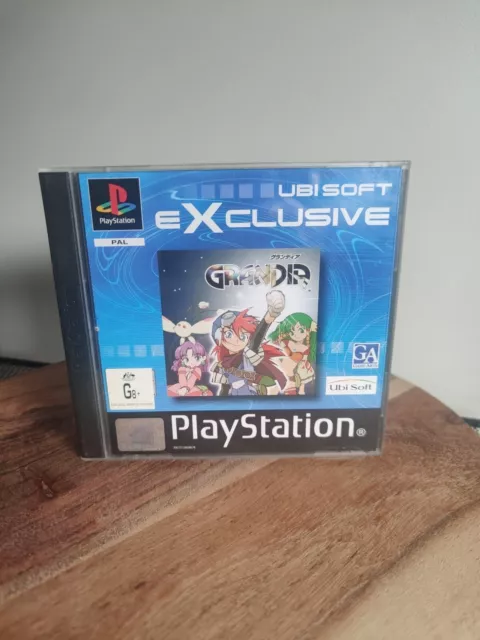 PlayStation
PAL
UBI SOFT
eXclusive
グランディア
GRANDIA
GA
Ubi Soft
G8+
PlayStation®